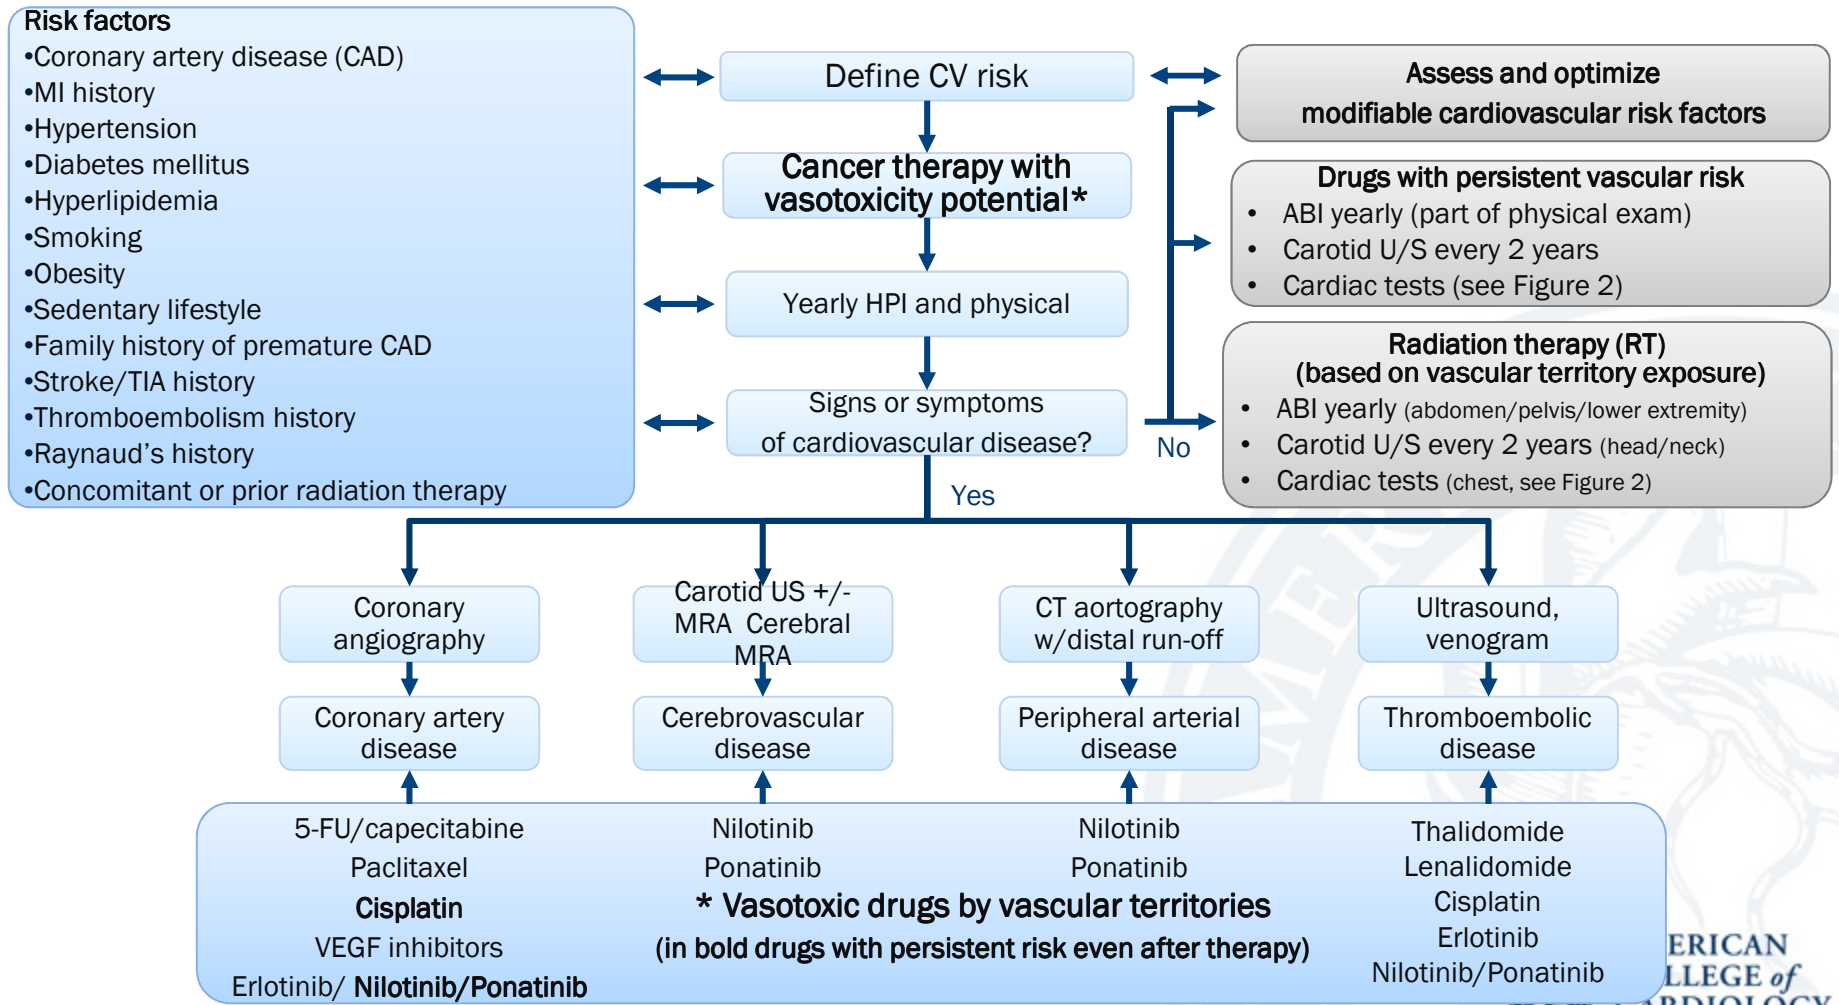 Risk factors
•Coronary artery disease (CAD)
•MI history
•Hypertension
•Diabetes mellitus
•Hyperlipidemia
•Smoking
•Obesity
•Sedentary lifestyle
•Family history of premature CAD
•Stroke/TIA history
•Thromboembolism history
•Raynaud's history
•Concomitant or prior radiation therapy
Define CV risk
Cancer therapy with
vasotoxicity potential*
Yearly HPI and physical
Signs or symptoms
of cardiovascular disease?
No
Yes
Assess and optimize
modifiable cardiovascular risk factors
Drugs with persistent vascular risk
• ABI yearly (part of physical exam)
• Carotid U/S every 2 years
• Cardiac tests (see Figure 2)
Radiation therapy (RT)
(based on vascular territory exposure)
• ABI yearly (abdomen/pelvis/lower extremity)
• Carotid U/S every 2 years (head/neck)
• Cardiac tests (chest, see Figure 2)
Coronary
angiography
Carotid US +/-
MRA Cerebral
MRA
CT aortography
w/distal run-off
Ultrasound,
venogram
Coronary artery
disease
Cerebrovascular
disease
Peripheral arterial
disease
Thromboembolic
disease
5-FU/capecitabine
Paclitaxel
Cisplatin
VEGF inhibitors
Erlotinib/ Nilotinib/Ponatinib
Nilotinib
Ponatinib
Nilotinib
Ponatinib
* Vasotoxic drugs by vascular territories
(in bold drugs with persistent risk even after therapy)
Thalidomide
Lenalidomide
Cisplatin
Erlotinib
Nilotinib/Ponatinib
ERICAN
LLEGE of
ARDIOLOGY
MER